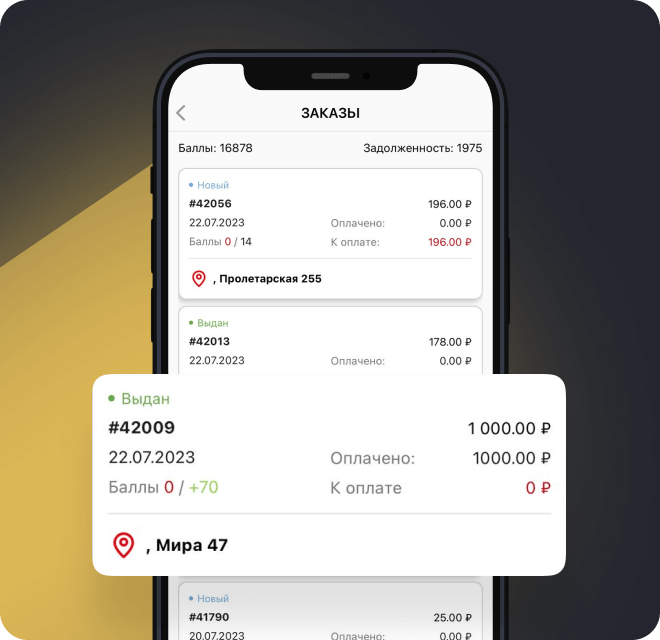 ЗАКАЗЫ
Баллы: 16878 Задолженность: 1975
• Новый
#42056 196.00 ₽
22.07.2023 Оплачено: 0.00 ₽
Баллы 0 / 14 К оплате: 196.00 ₽
, Пролетарская 255
• Выдан
#42013 178.00 ₽
22.07.2023 Оплачено: 0.00 ₽
• Выдан
#42009 1 000.00 ₽
22.07.2023 Оплачено: 1000.00 ₽
Баллы 0 / +70 К оплате 0 ₽
, Мира 47
• Новый
#41790 25.00 ₽
20.07.2023 Оплачено: 0.00 ₽